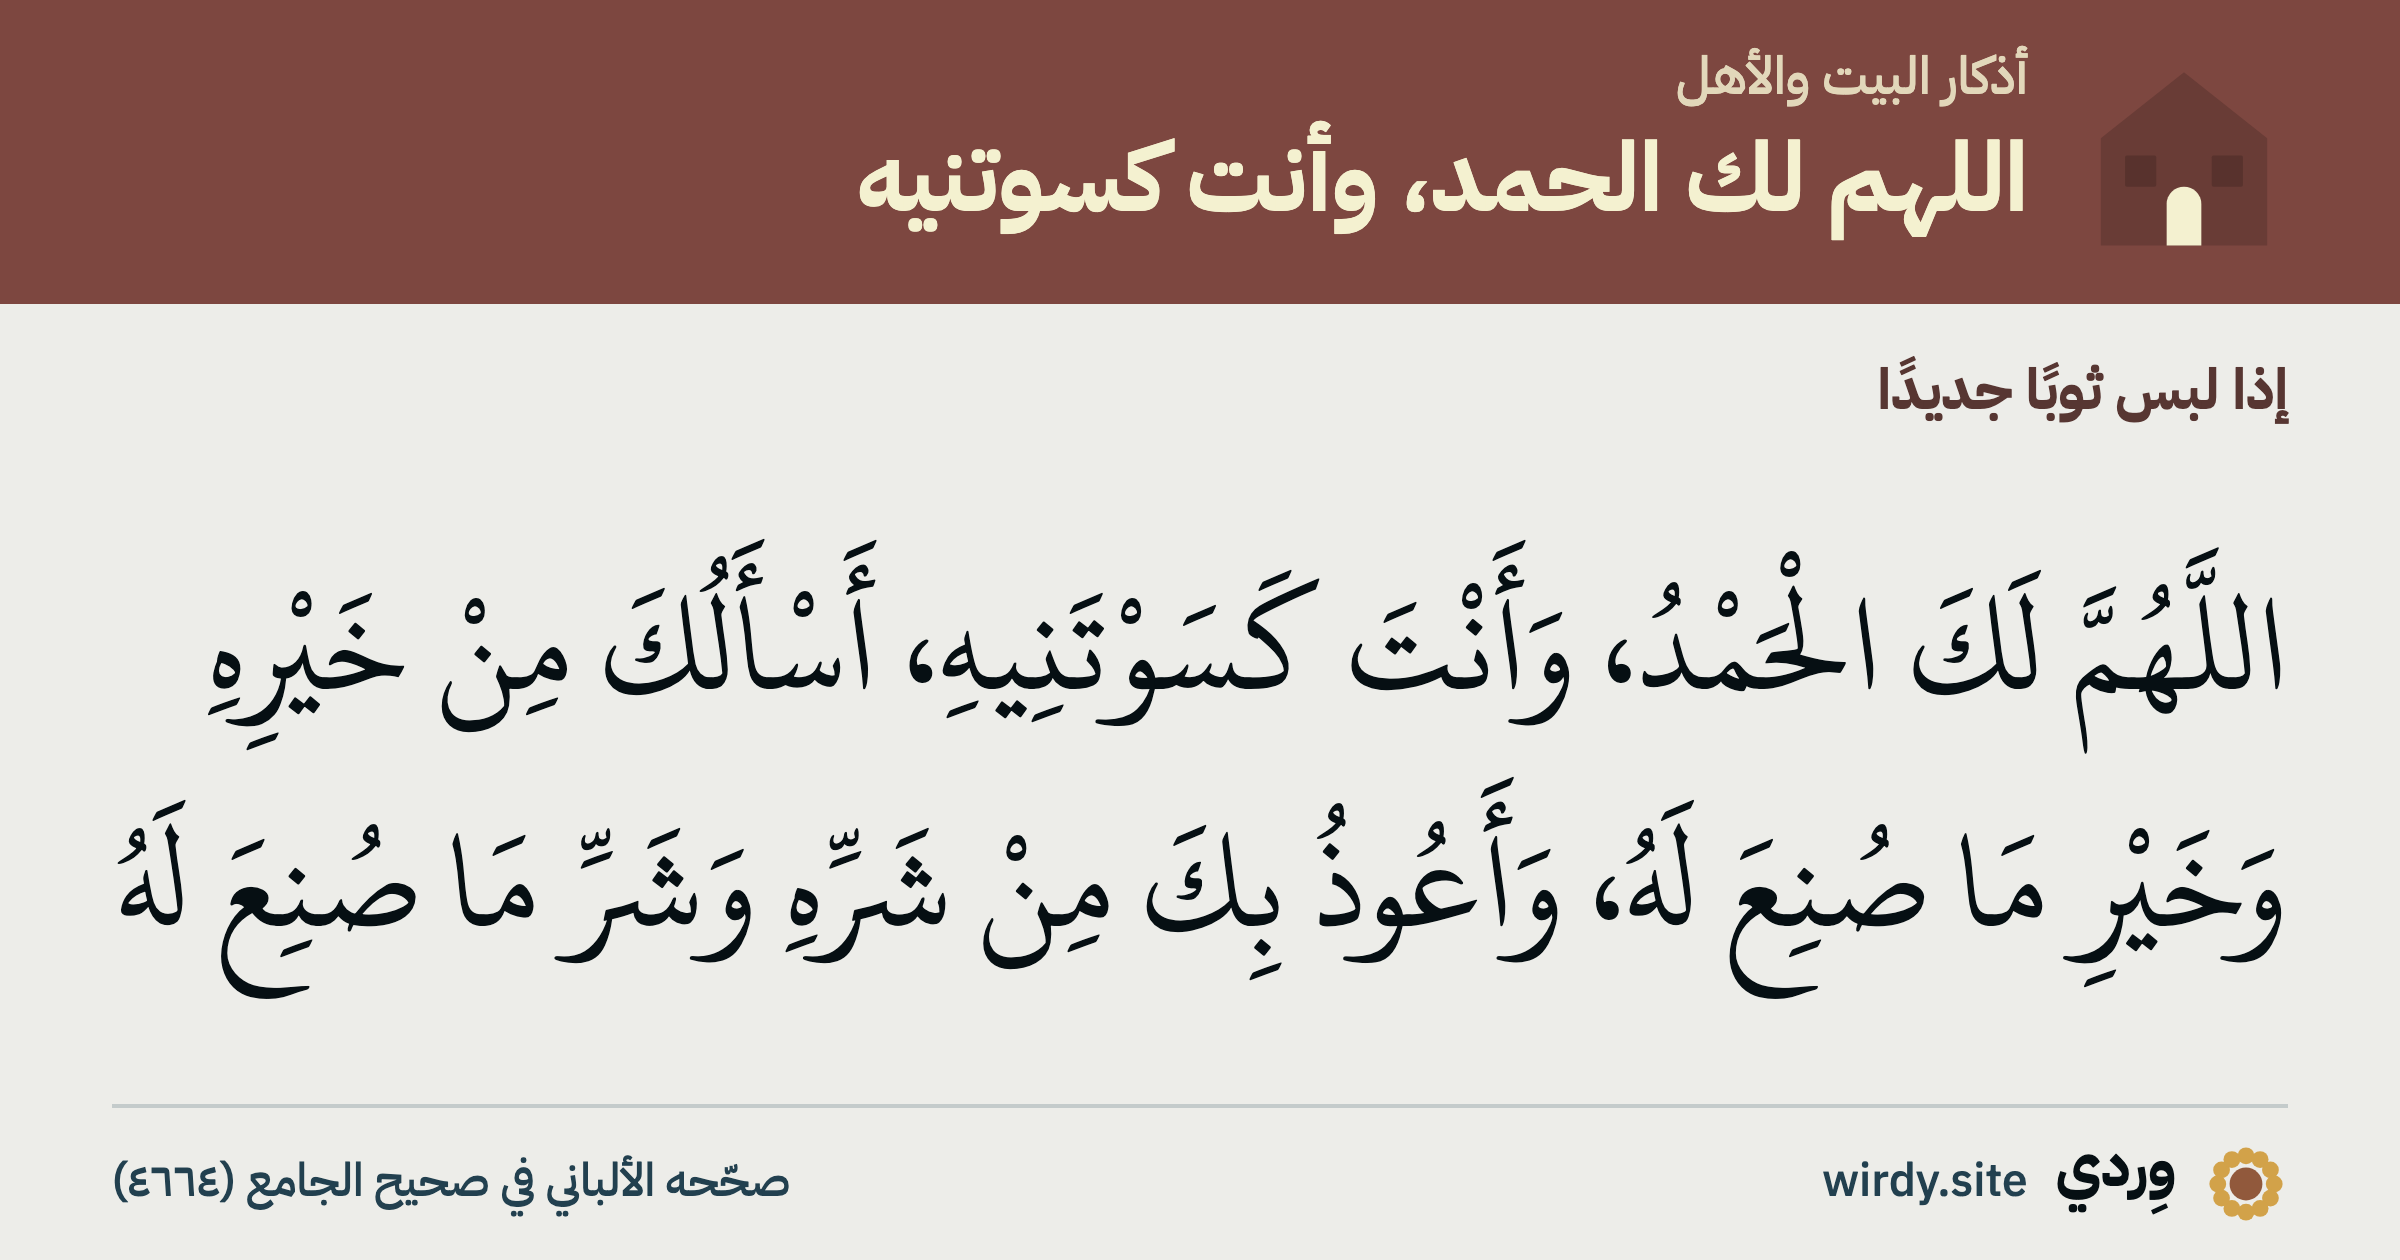 أذكار البيت والأهل
اللهم لك الحمد، وأنت كسوتنيه
إذا لبس ثوبًا جديدًا
اللَّهُمَّ لَكَ الْحَمْدُ، وَأَنْتَ كَسَوْتَنِيهِ، أَسْأَلُكَ مِنْ خَيْرِهِ
وَخَيْرِ مَا صُنِعَ لَهُ، وَأَعُوذُ بِكَ مِنْ شَرِّهِ وَشَرِّ مَا صُنِعَ لَهُ
وِردي wirdy.site
صحّحه الألباني في صحيح الجامع (٤٦٦٤)